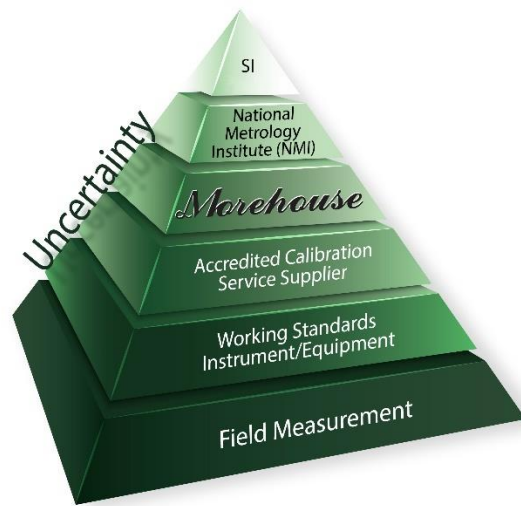 Uncertainty
SI
National
Metrology
Institute (NMI)
Morehouse
Accredited Calibration
Service Supplier
Working Standards
Instrument/Equipment
Field Measurement